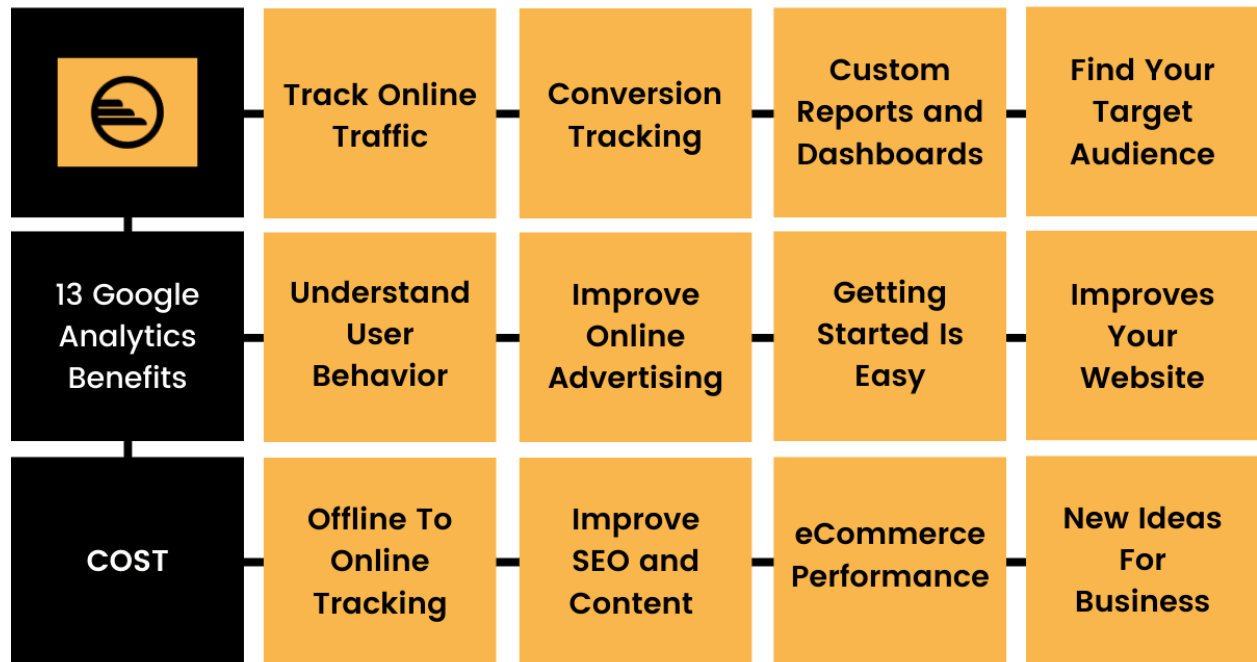 Track Online
Traffic
Conversion
Tracking
Custom
Reports and
Dashboards
Find Your
Target
Audience
13 Google
Analytics
Benefits
Understand
User
Behavior
Improve
Online
Advertising
Getting
Started Is
Easy
Improves
Your
Website
COST
Offline To
Online
Tracking
Improve
SEO and
Content
eCommerce
Performance
New Ideas
For
Business